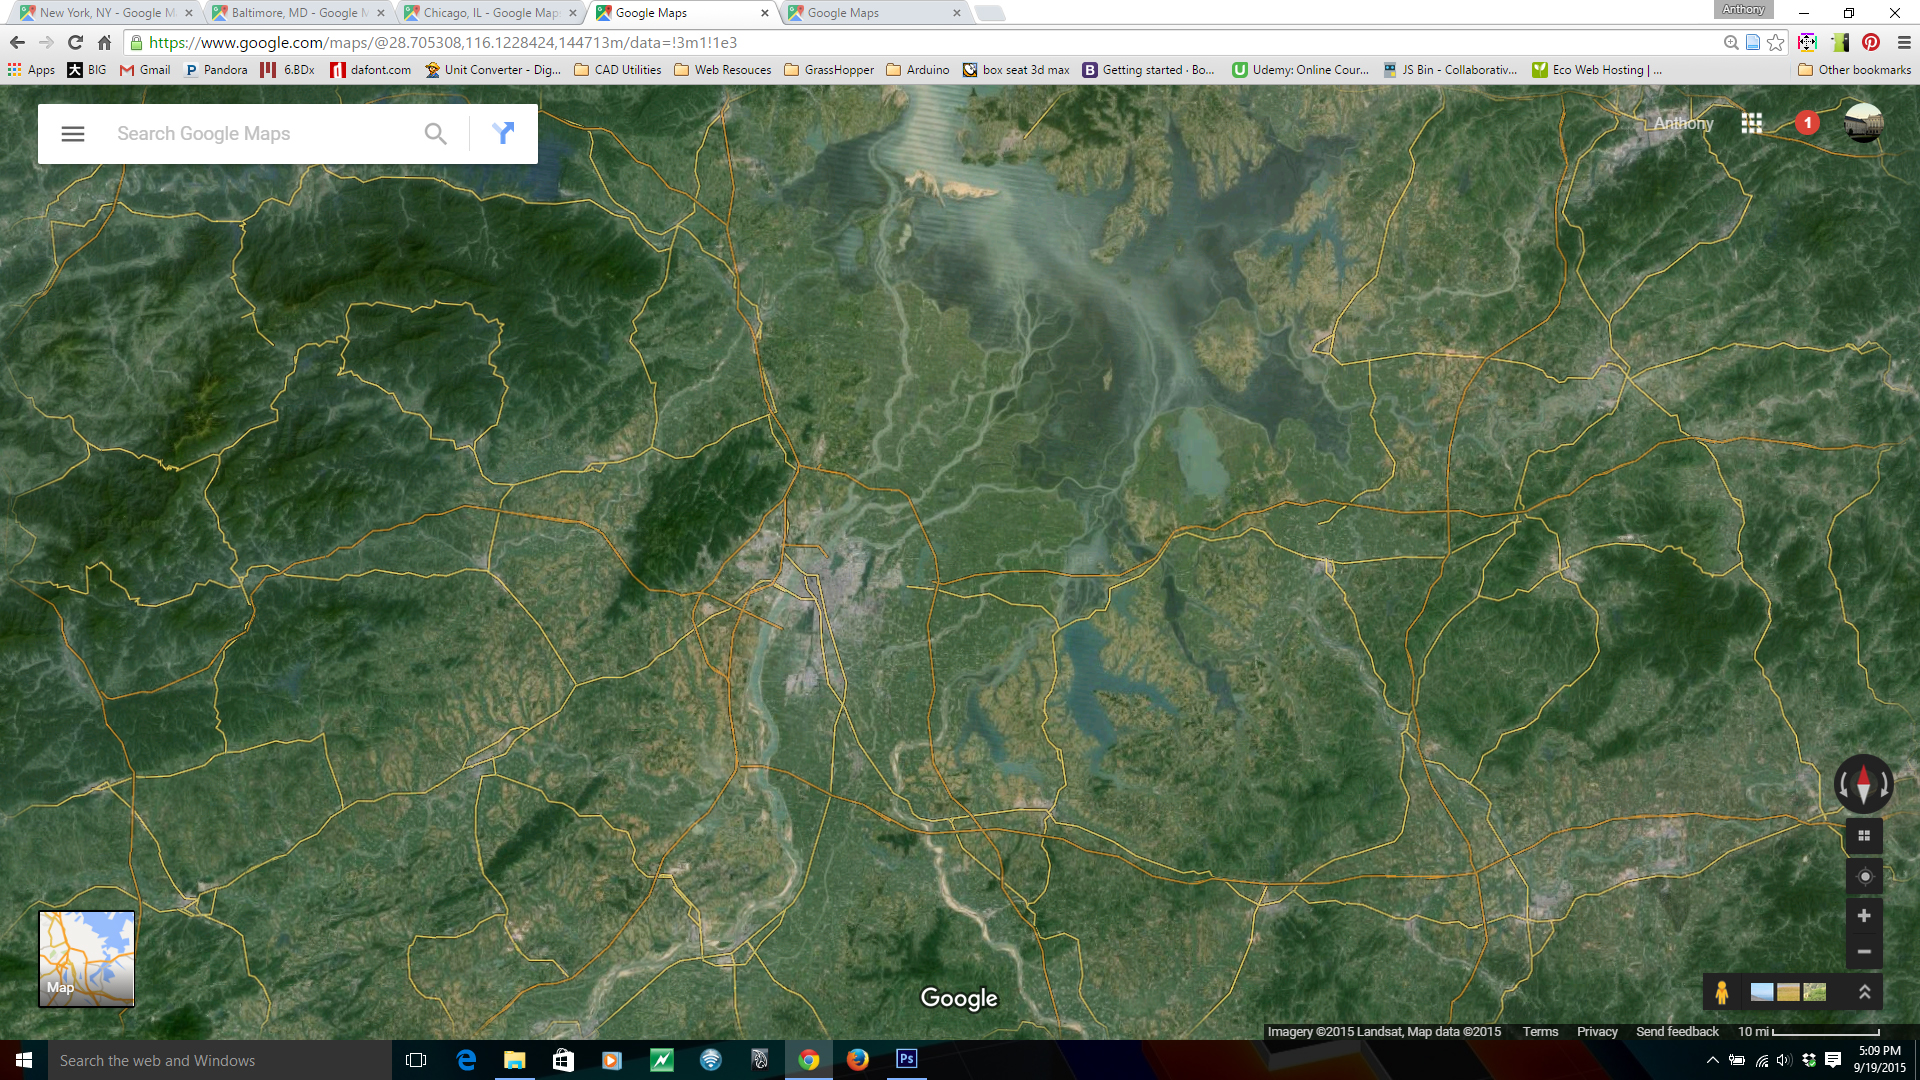 New York, NY - Google M
Baltimore, MD - Google M
Chicago, IL - Google Maps
Google Maps
Google Maps
Anthony
https://www.google.com/maps/@28.705308,116.1228424,144713m/data=!3m1!1e3
Apps
BIG
Gmail
Pandora
6.BDx
dafont.com
Unit Converter - Dig...
CAD Utilities
Web Resouces
GrassHopper
Arduino
box seat 3d max
Getting started · Bo...
Udemy: Online Cour...
JS Bin - Collaborativ...
Eco Web Hosting | ...
Other bookmarks
Search Google Maps
Anthony
1
Map
Google
Imagery ©2015 Landsat, Map data ©2015
Terms
Privacy
Send feedback
10 mi
Search the web and Windows
Ps
5:09 PM
9/19/2015